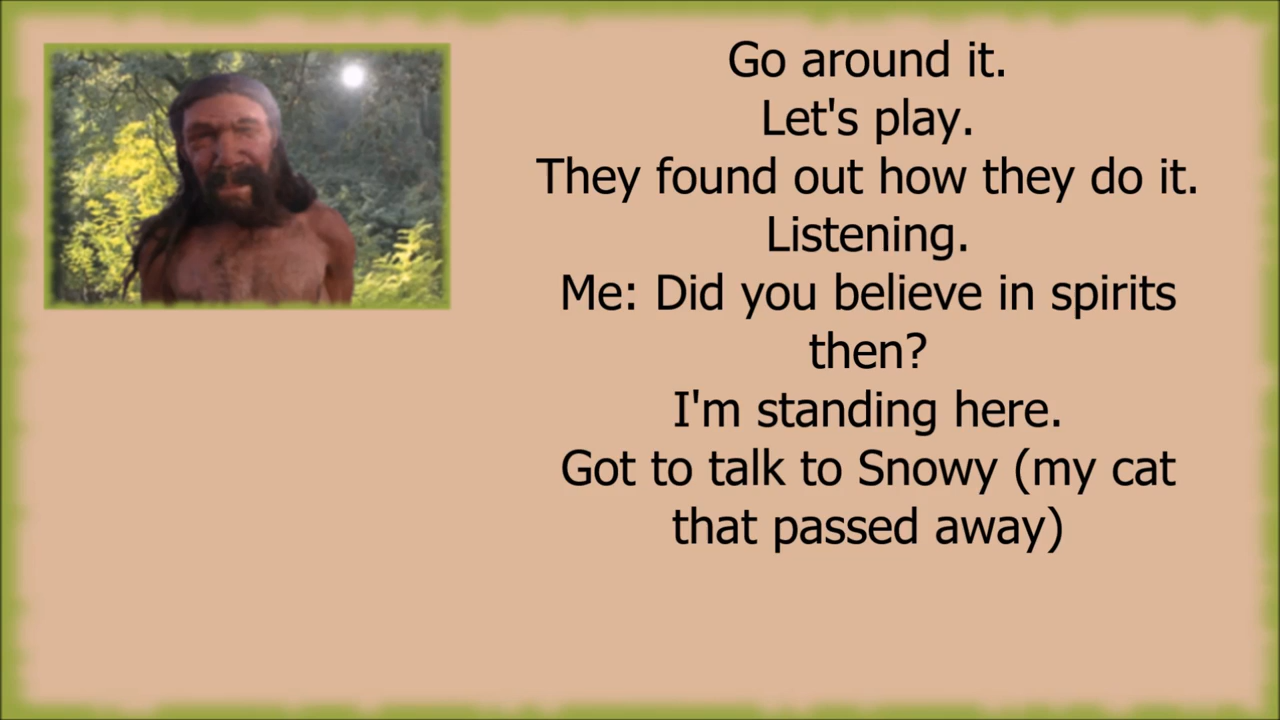 Go around it.
Let's play.
They found out how they do it.
Listening.
Me: Did you believe in spirits
then?
I'm standing here.
Got to talk to Snowy (my cat
that passed away)